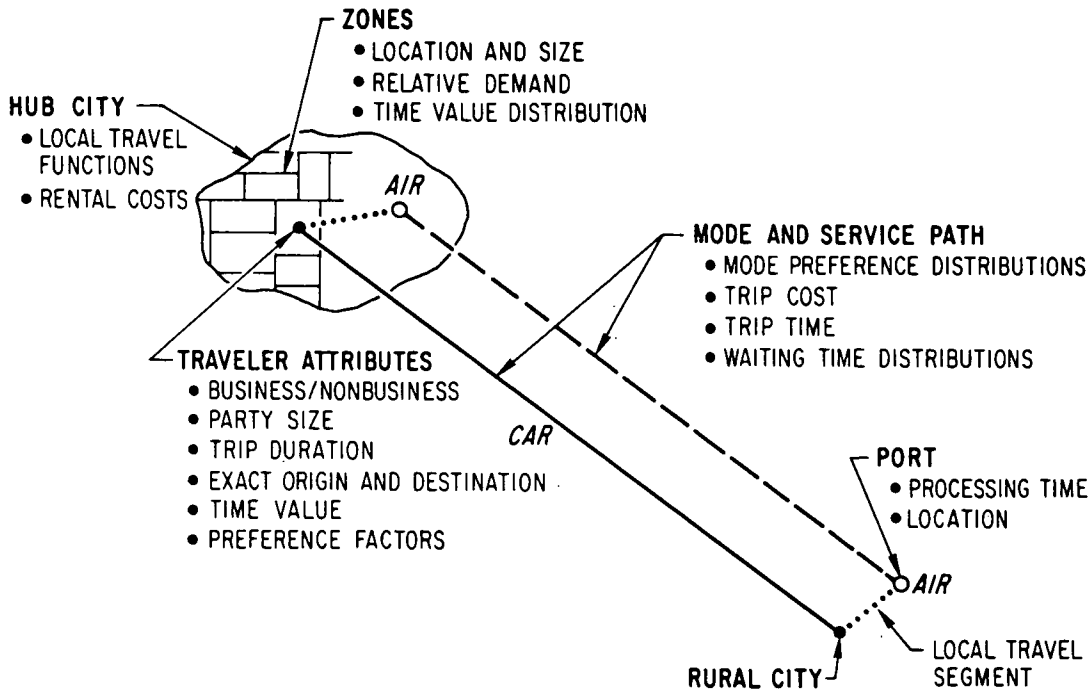 ZONES
• LOCATION AND SIZE
• RELATIVE DEMAND
• TIME VALUE DISTRIBUTION
HUB CITY
• LOCAL TRAVEL
FUNCTIONS
• RENTAL COSTS
AIR
MODE AND SERVICE PATH
• MODE PREFERENCE DISTRIBUTIONS
• TRIP COST
• TRIP TIME
• WAITING TIME DISTRIBUTIONS
TRAVELER ATTRIBUTES
• BUSINESS/NONBUSINESS
• PARTY SIZE
• TRIP DURATION
• EXACT ORIGIN AND DESTINATION
• TIME VALUE
• PREFERENCE FACTORS
CAR
PORT
• PROCESSING TIME
• LOCATION
AIR
RURAL CITY
LOCAL TRAVEL
SEGMENT